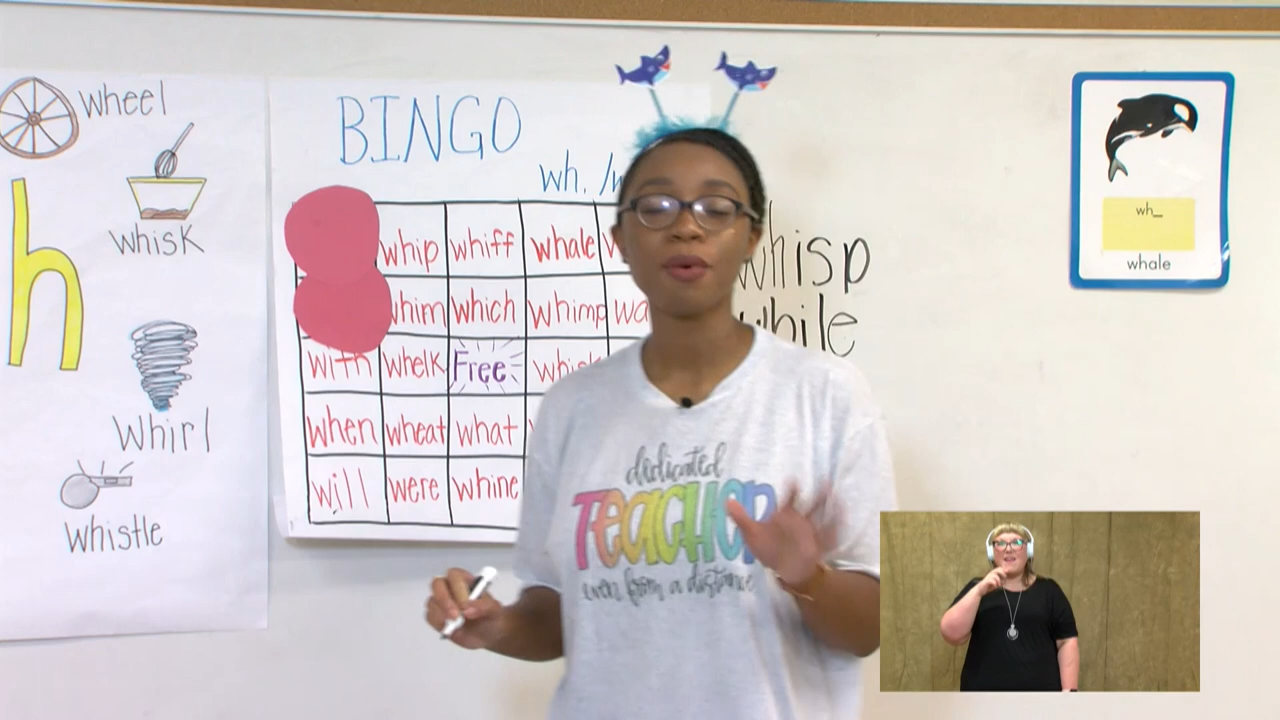 wheel
whisk
h
whirl
whistle
BINGO
wh.
whip whiff whale
whim which whimp
with whelk Free whisk
when wheat what
will were whine
whisp
while
dedicated
TEACHER
even from a distance
wh_
whale